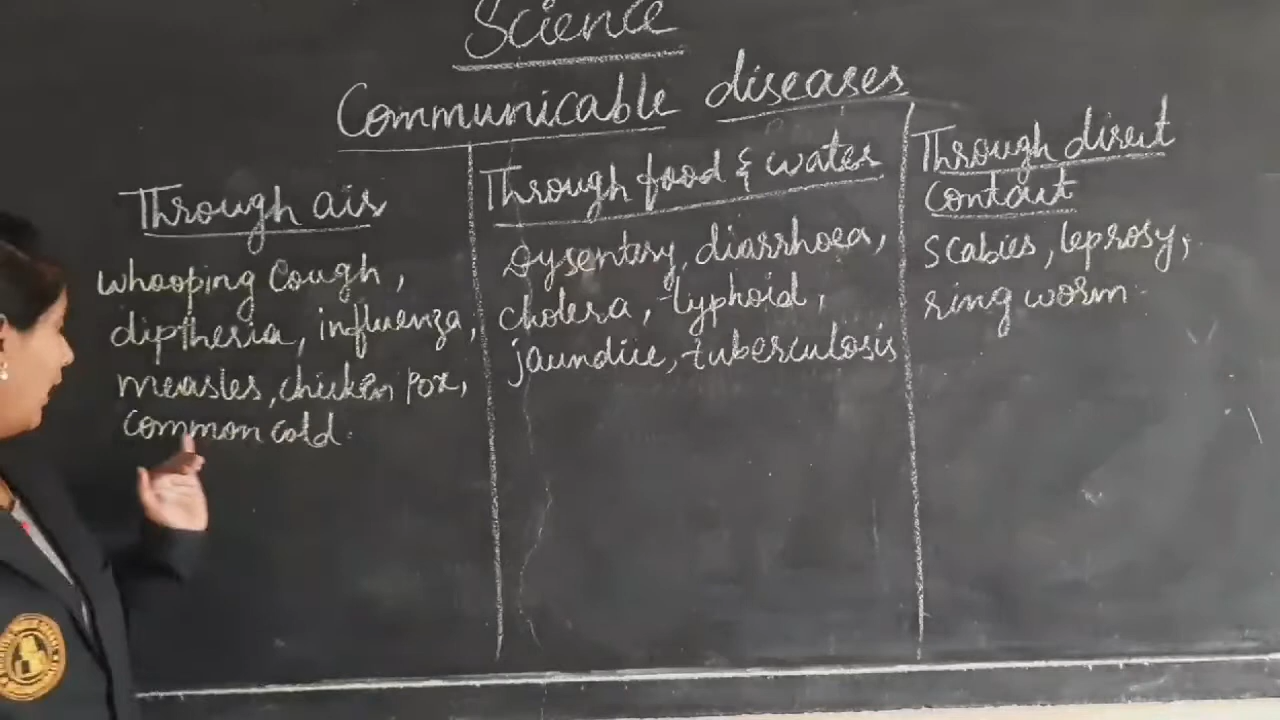 Science
Communicable diseases
Through air
whooping Cough,
diptheria, influenza,
measles, chicken pox,
common cold.
Through food & water
Dysentery, diarrhoea,
cholera, typhoid,
jaundice, tuberculosis
Through direct
contact
scabies, leprosy,
ring worm.